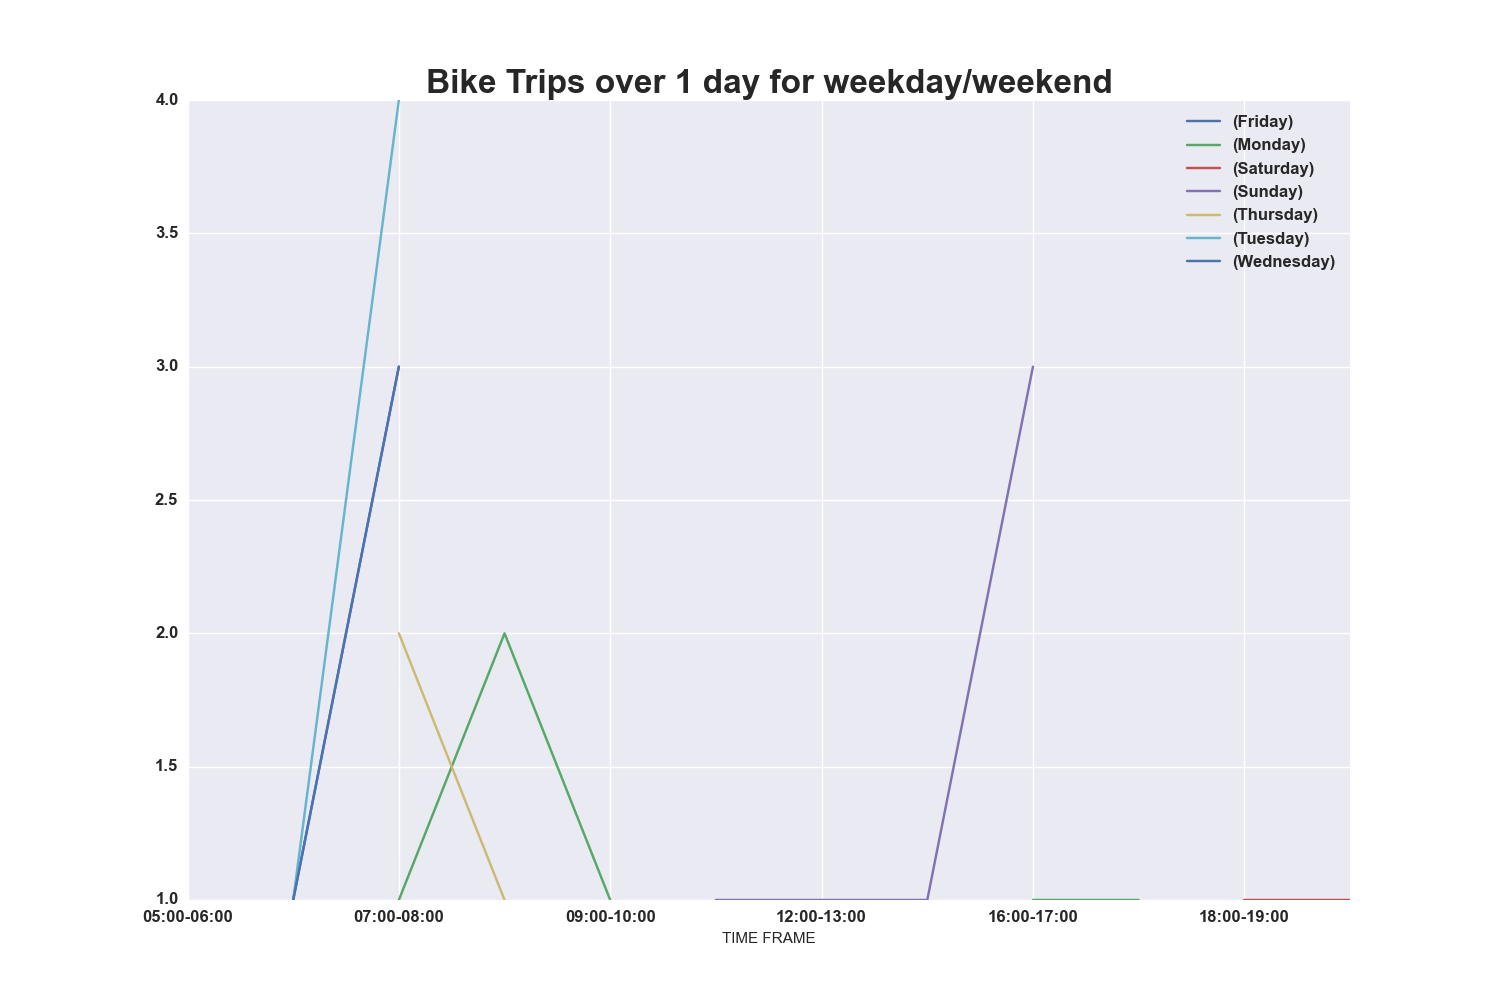 Bike Trips over 1 day for weekday/weekend
4.0
3.5
3.0
2.5
2.0
1.5
1.0
(Friday)
(Monday)
(Saturday)
(Sunday)
(Thursday)
(Tuesday)
(Wednesday)
05:00-06:00 07:00-08:00 09:00-10:00 12:00-13:00 16:00-17:00 18:00-19:00
TIME FRAME